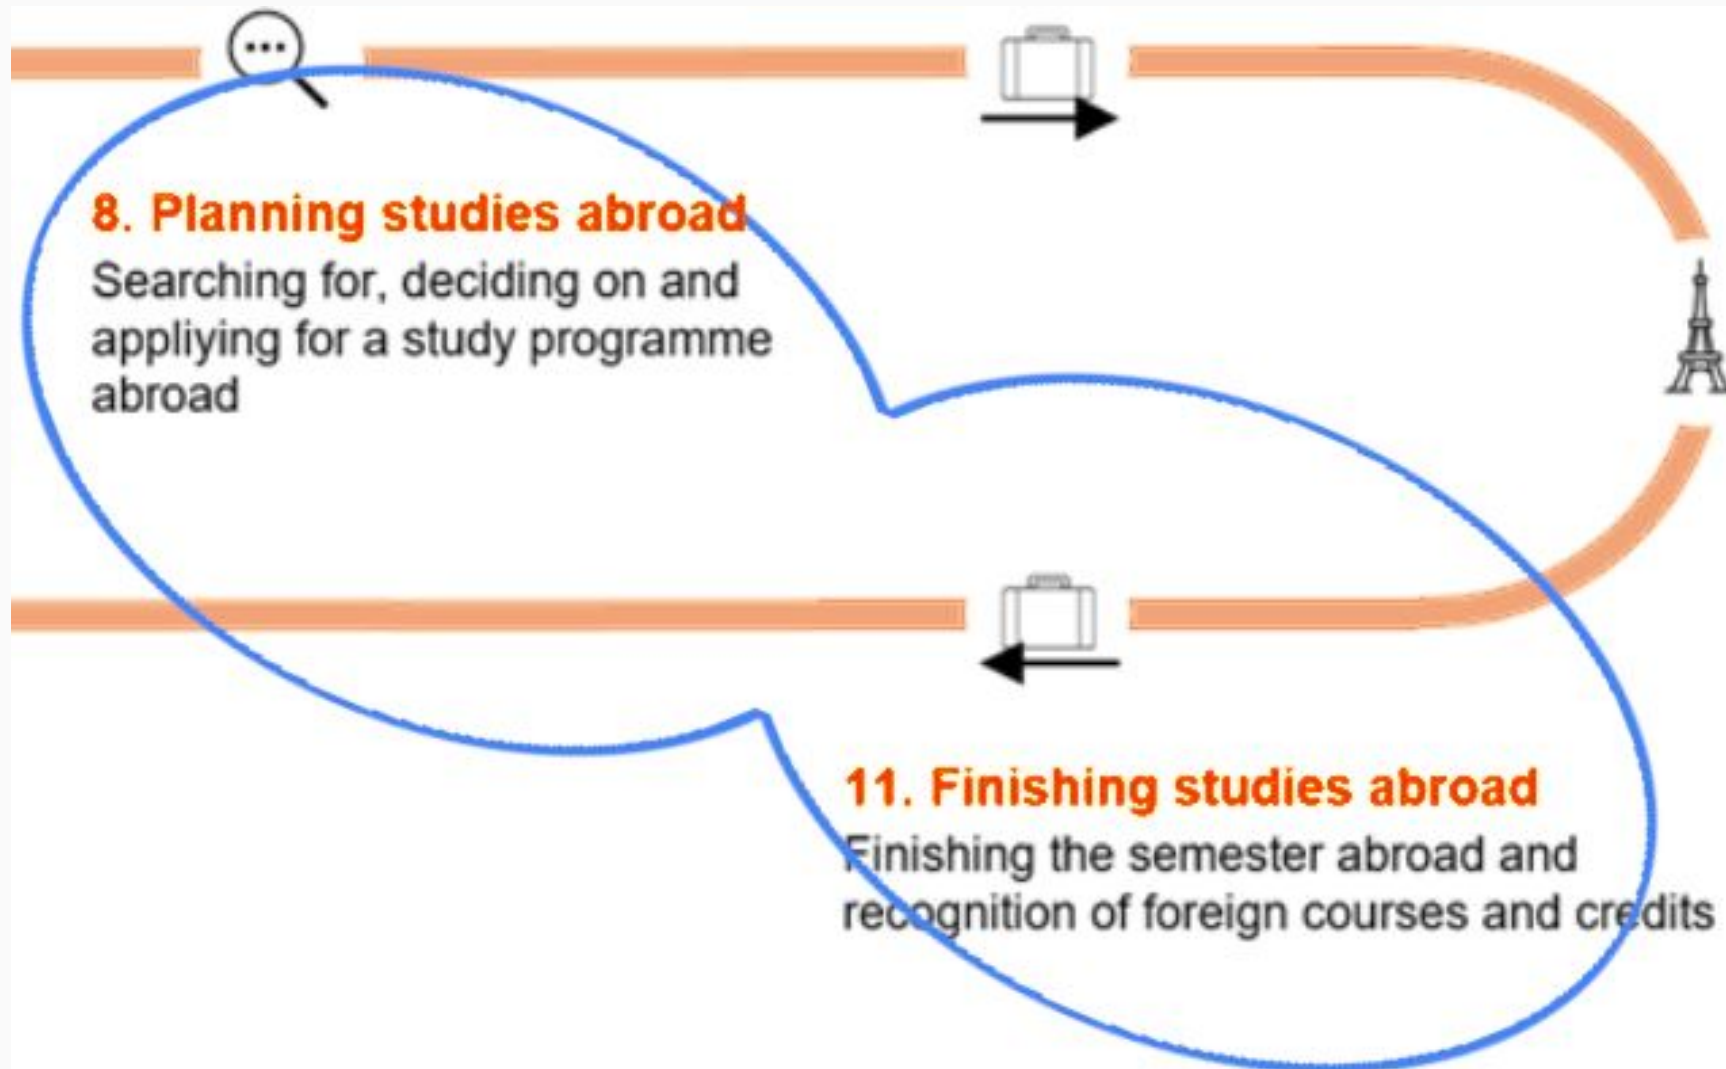 8. Planning studies abroad
Searching for, deciding on and
appliying for a study programme
abroad
11. Finishing studies abroad
Finishing the semester abroad and
recognition of foreign courses and credits